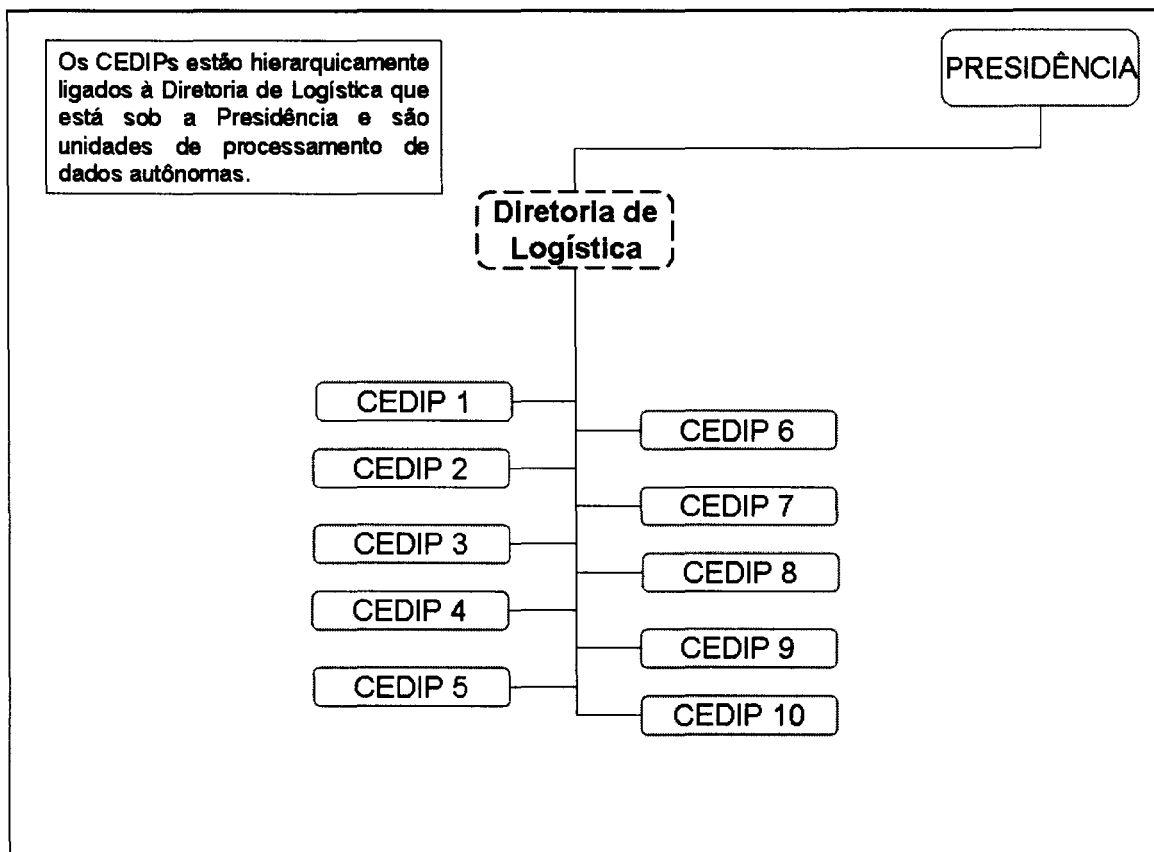 Os CEDIPs estão hierarquicamente
ligados à Diretoria de Logística que
está sob a Presidência e são
unidades de processamento de
dados autônomas.
PRESIDÊNCIA
Diretoria de
Logística
CEDIP 1
CEDIP 6
CEDIP 2
CEDIP 7
CEDIP 3
CEDIP 8
CEDIP 4
CEDIP 9
CEDIP 5
CEDIP 10